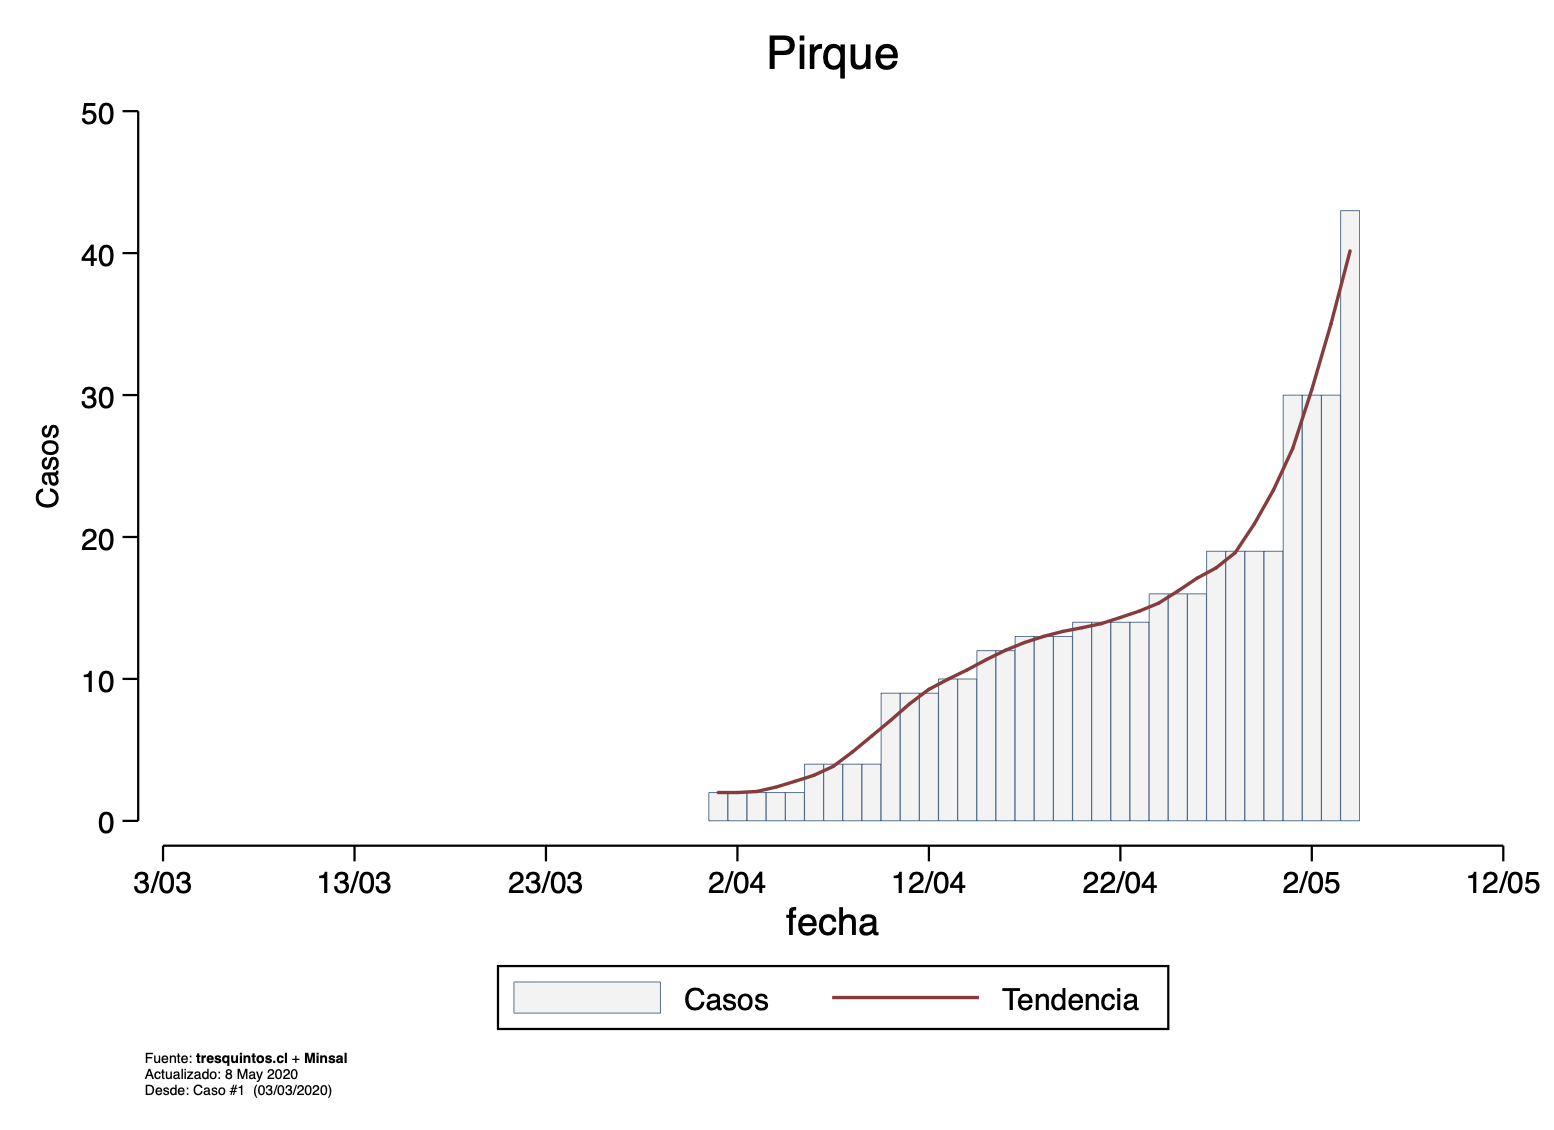 Pirque
50
40
30
20
10
0
Casos
3/03 13/03 23/03 2/04 12/04 22/04 2/05 12/05
fecha
Casos Tendencia
Fuente: tresquintos.cl + Minsal
Actualizado: 8 May 2020
Desde: Caso #1 (03/03/2020)